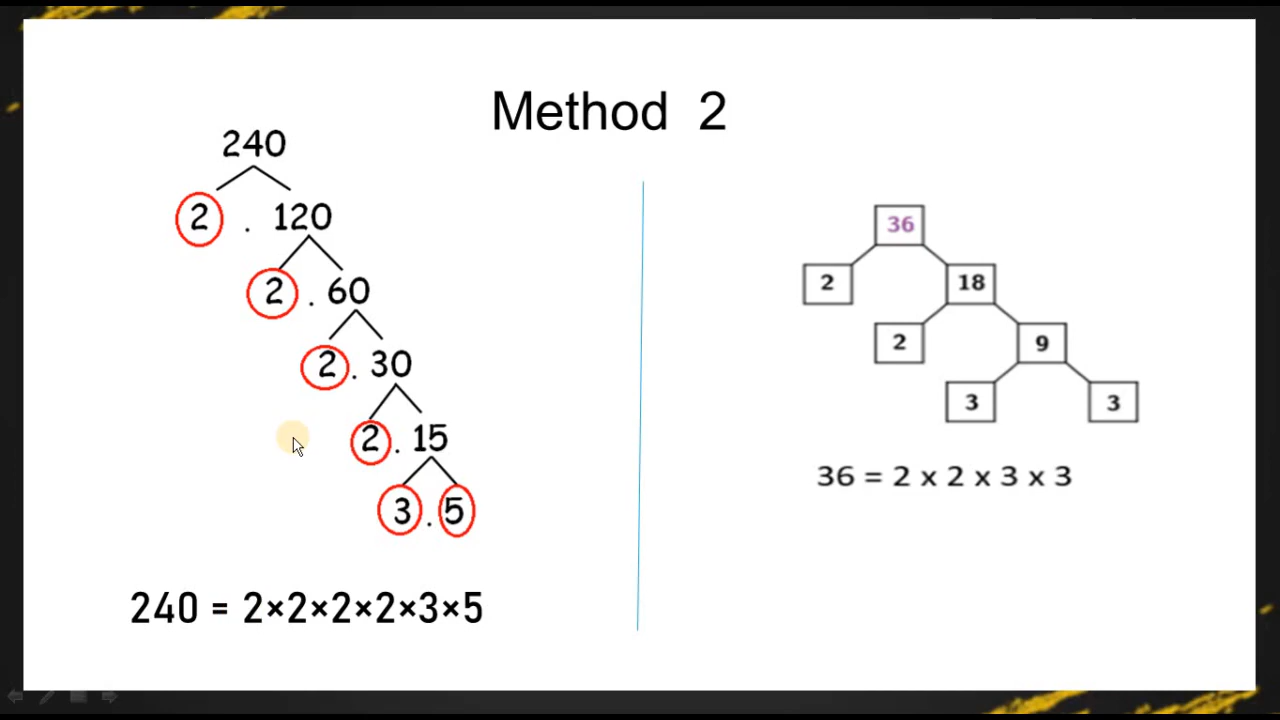 Method 2
240
2 . 120
2 . 60
2 . 30
2 . 15
3 . 5
240 = 2×2×2×2×3×5
36
2 18
2 9
3 3
36 = 2 x 2 x 3 x 3